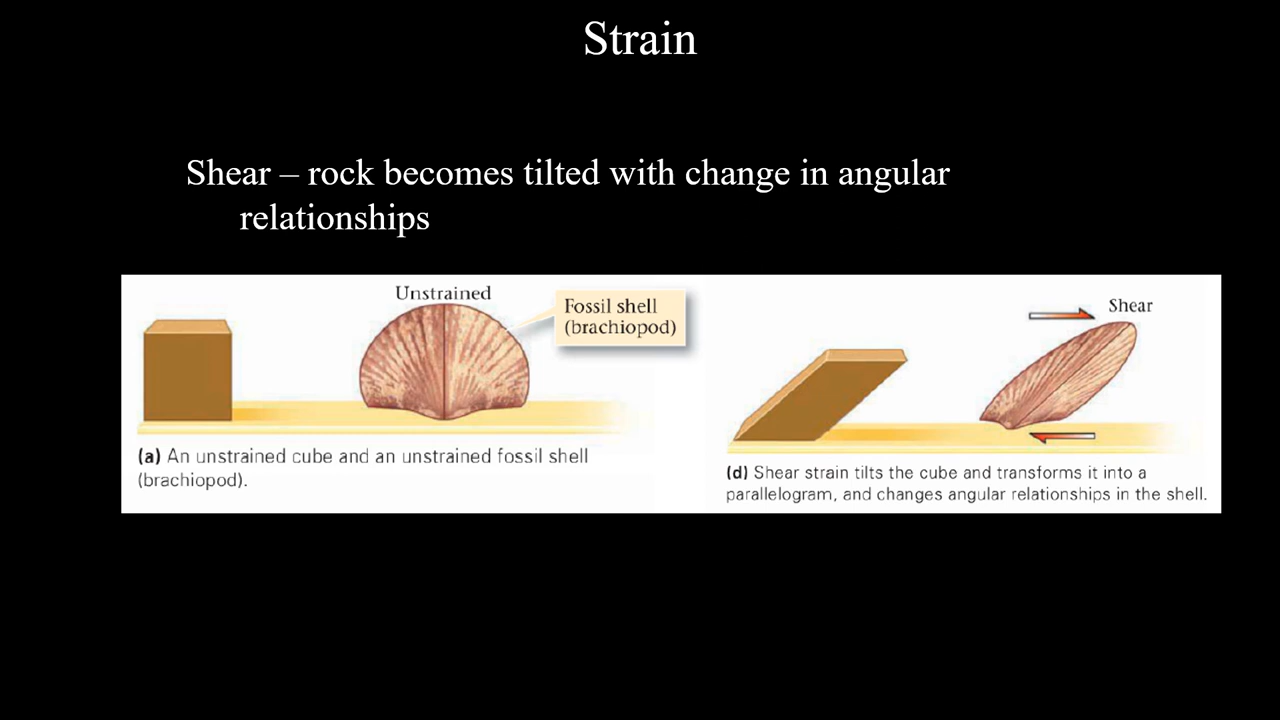 Strain
Shear – rock becomes tilted with change in angular
relationships
Unstrained
Fossil shell
(brachiopod)
(a) An unstrained cube and an unstrained fossil shell
(brachiopod).
Shear
(d) Shear strain tilts the cube and transforms it into a
parallelogram, and changes angular relationships in the shell.